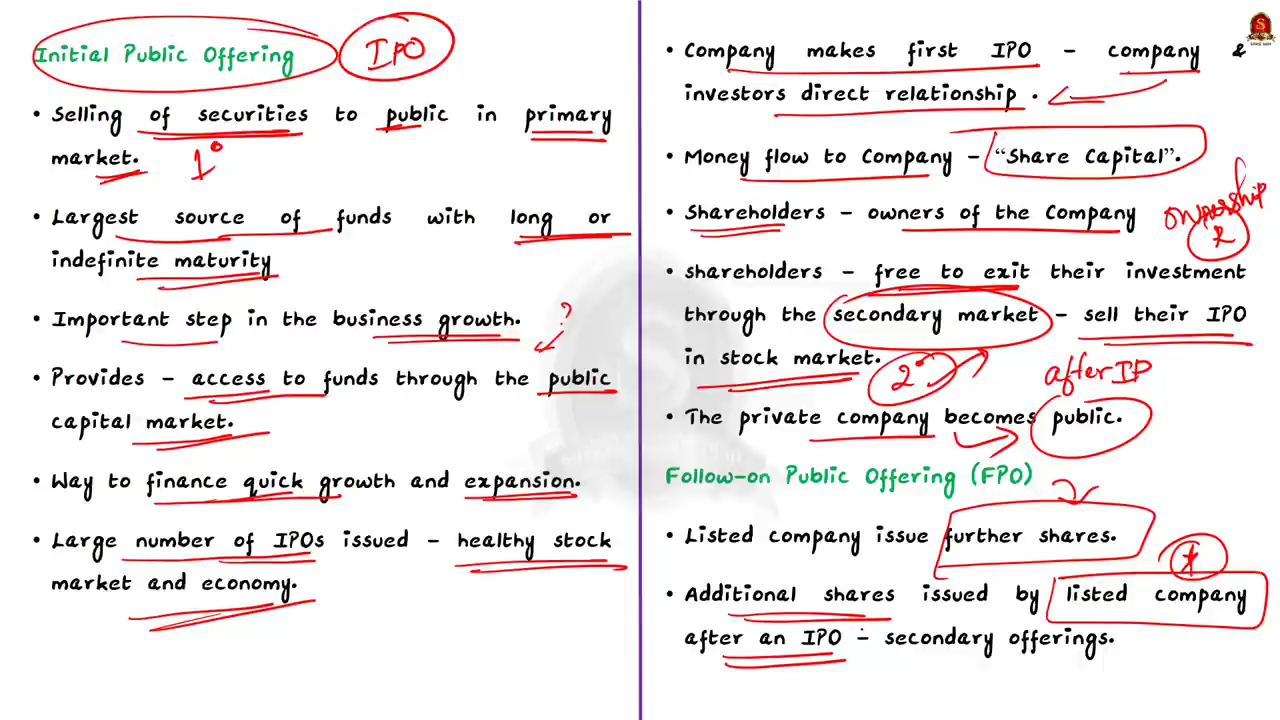 Initial Public Offering
IPO
• Selling of securities to public in primary
market.
1°
• Largest source of funds with long or
indefinite maturity
• Important step in the business growth.
?
• Provides – access to funds through the public
capital market.
• Way to finance quick growth and expansion.
• Large number of IPOs issued – healthy stock
market and economy.
• Company makes first IPO – company &
investors direct relationship.
• Money flow to Company – “Share Capital”.
• Shareholders – owners of the Company
ownership
• shareholders – free to exit their investment
through the secondary market – sell their IPO
in stock market.
2°
after IP
• The private company becomes public.
Follow-on Public Offering (FPO)
• Listed company issue further shares.
• Additional shares issued by listed company
after an IPO – secondary offerings.